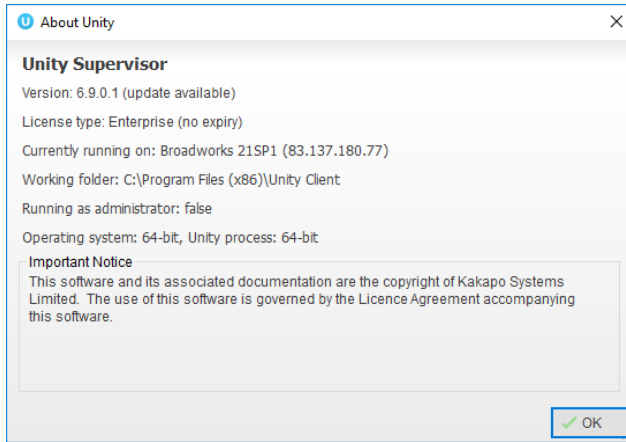 About Unity
Unity Supervisor
Version: 6.9.0.1 (update available)
License type: Enterprise (no expiry)
Currently running on: Broadworks 21SP1 (83.137.180.77)
Working folder: C:\Program Files (x86)\Unity Client
Running as administrator: false
Operating system: 64-bit, Unity process: 64-bit
Important Notice
This software and its associated documentation are the copyright of Kakapo Systems
Limited. The use of this software is governed by the Licence Agreement accompanying
this software.
OK